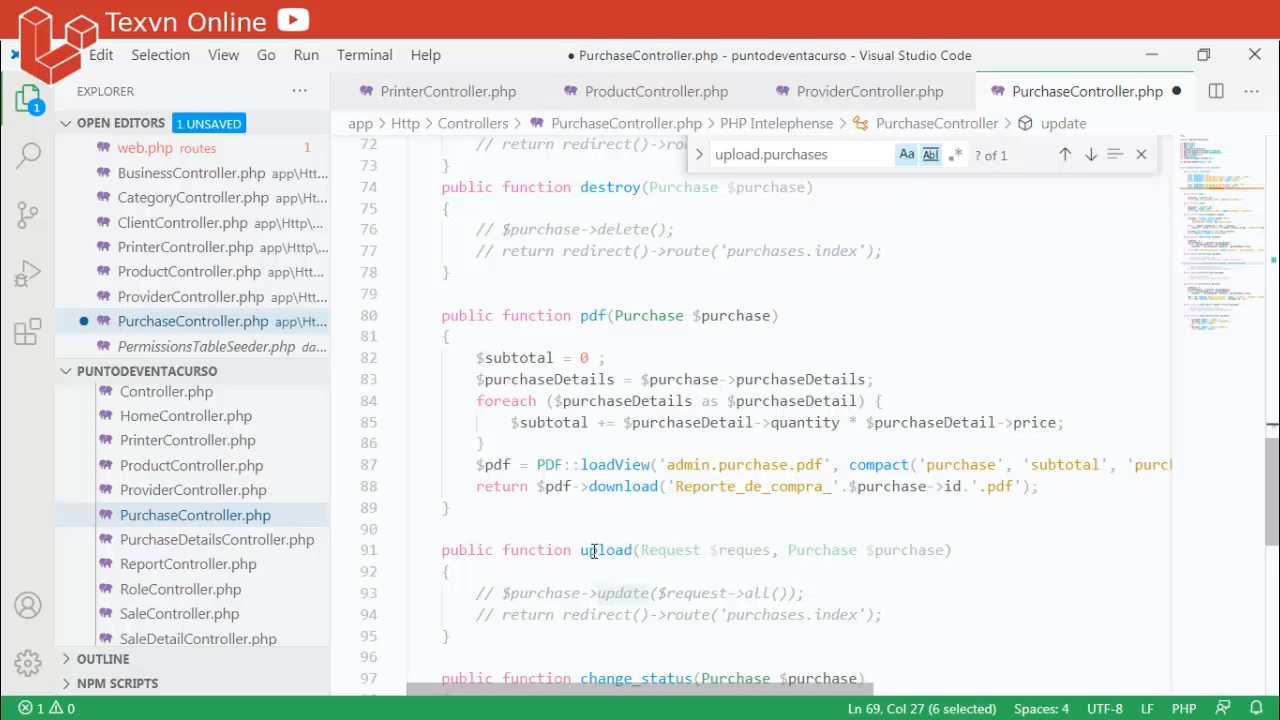 Texvn Online
Edit Selection View Go Run Terminal Help
● PurchaseController.php - puntodeventacurso - Visual Studio Code
EXPLORER
PrinterController.php
ProductController.php
ProviderController.php
PurchaseController.php
OPEN EDITORS 1 UNSAVED
app > Http > Controllers > PurchaseController.php > PHP Intelephense > PurchaseController > update
web.php routes 1
BusinessController.php app\Htt...
CategoryController.php app\Htt...
ClientController.php app\Http\...
PrinterController.php app\Http...
ProductController.php app\Htt...
ProviderController.php app\Htt...
PurchaseController.php app\Ht...
PermissionsTableSeeder.php da...
PUNTODEVENTACURSO
Controller.php
HomeController.php
PrinterController.php
ProductController.php
ProviderController.php
PurchaseController.php
PurchaseDetailsController.php
ReportController.php
RoleController.php
SaleController.php
SaleDetailController.php
OUTLINE
NPM SCRIPTS
upload.purchases Aa ? of 1
72 // return redirect()->ro
73 }
74 public function destroy(Purchase $purchase)
75 {
76 // $purchase->delete();
77 // return redirect()->route('purchases.index');
78 }
79
80 public function pdf(Purchase $purchase)
81 {
82 $subtotal = 0 ;
83 $purchaseDetails = $purchase->purchaseDetails;
84 foreach ($purchaseDetails as $purchaseDetail) {
85 $subtotal += $purchaseDetail->quantity * $purchaseDetail->price;
86 }
87 $pdf = PDF::loadView('admin.purchase.pdf', compact('purchase', 'subtotal', 'purch
88 return $pdf->download('Reporte_de_compra_'.$purchase->id.'.pdf');
89 }
90
91 public function upload(Request $reques, Purchase $purchase)
92 {
93 // $purchase->update($request->all());
94 // return redirect()->route('purchases.index');
95 }
96
97 public function change_status(Purchase $purchase)
1 0
Ln 69, Col 27 (6 selected) Spaces: 4 UTF-8 LF PHP